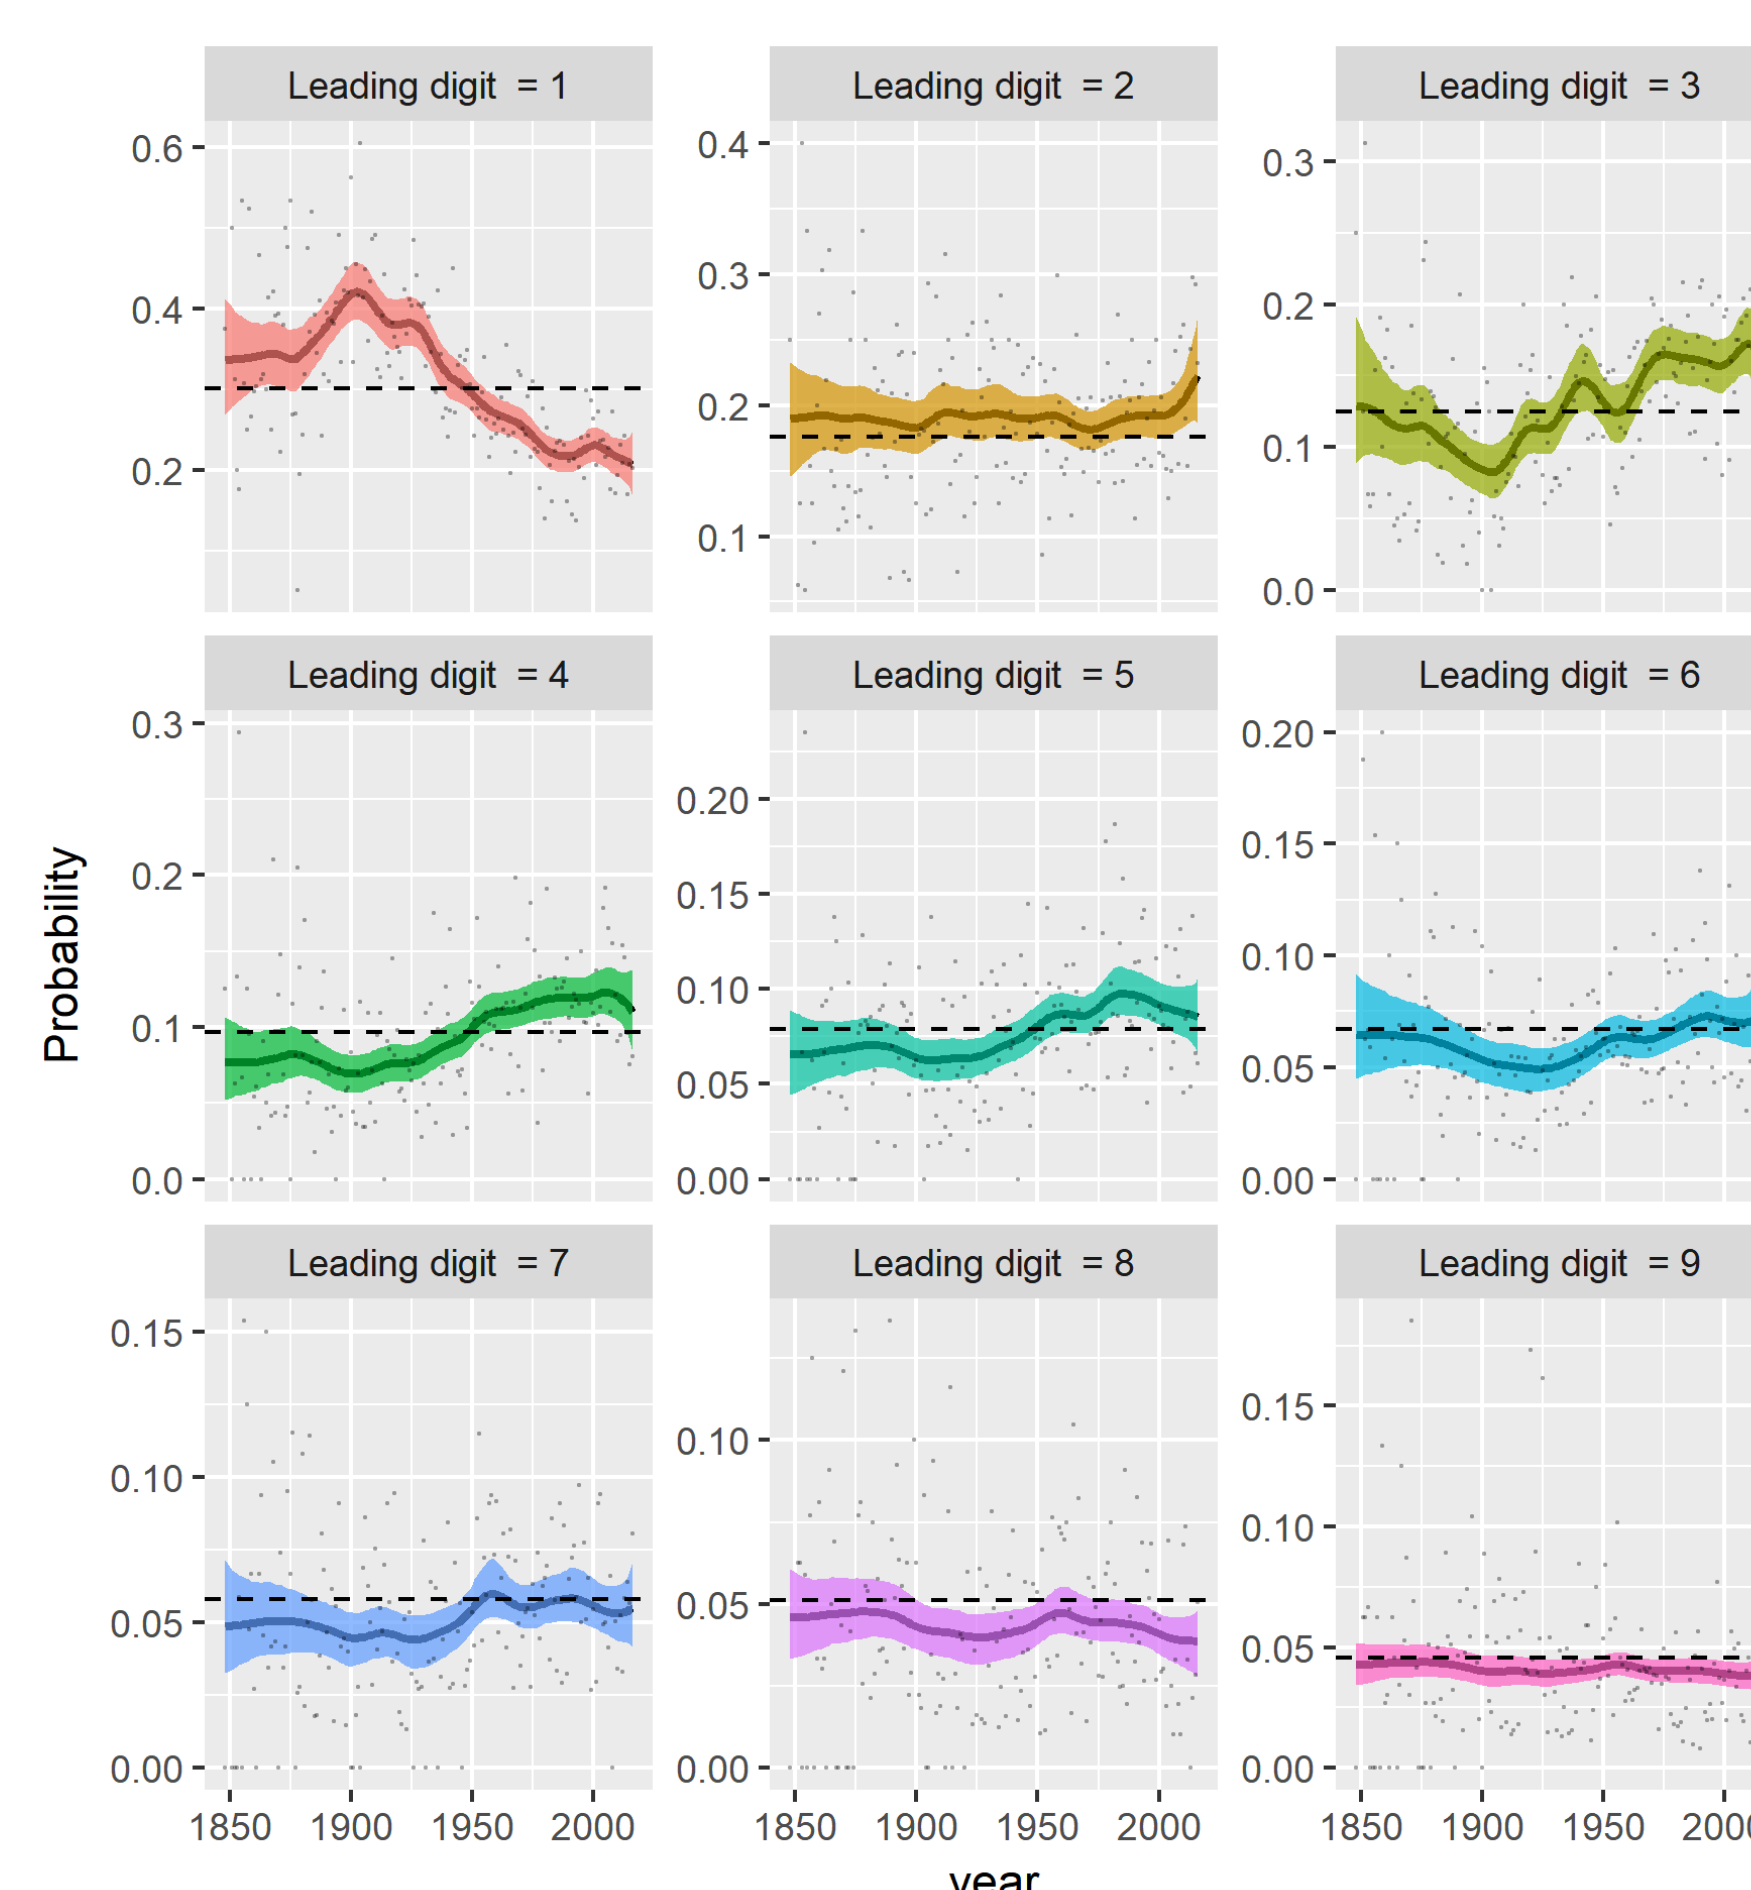 Leading digit = 1
Leading digit = 2
Leading digit = 3
0.6
0.4
0.2
0.4
0.3
0.2
0.1
0.3
0.2
0.1
0.0
Leading digit = 4
Leading digit = 5
Leading digit = 6
0.3
0.2
0.1
0.0
0.20
0.15
0.10
0.05
0.00
0.20
0.15
0.10
0.05
0.00
Probability
Leading digit = 7
Leading digit = 8
Leading digit = 9
0.15
0.10
0.05
0.00
0.10
0.05
0.00
0.15
0.10
0.05
0.00
1850 1900 1950 2000
1850 1900 1950 2000
1850 1900 1950 2000
year